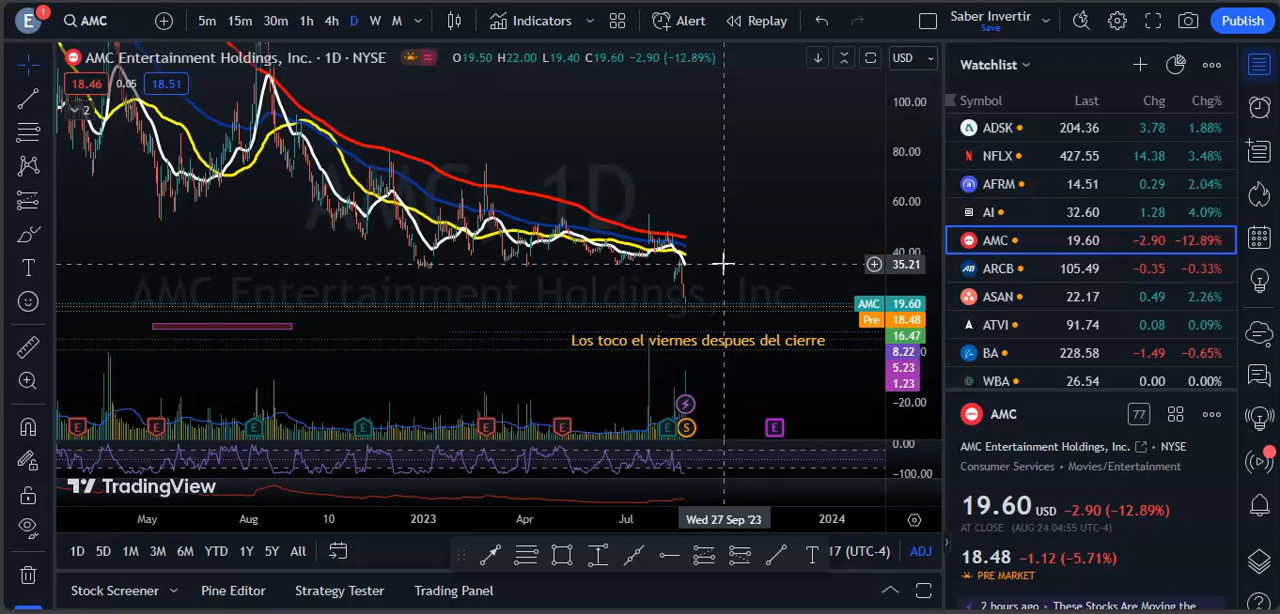 E 1 AMC 5m 15m 30m 1h 4h D W M Indicators Alert Replay Saber Invertir Save Publish
AMC Entertainment Holdings, Inc. · 1D · NYSE O19.50 H22.00 L19.40 C19.60 −2.90 (−12.89%) USD
18.46 0.05 18.51
2
AMC 1D
AMC Entertainment Holdings, Inc
100.00
80.00
60.00
40.00
35.21
AMC 19.60
Pre 18.48
16.47
8.22
5.23
1.23
−20.00
0.00
−100.00
Los toco el viernes despues del cierre
E E E E E E E S E
TradingView
May Aug 10 2023 Apr Jul Wed 27 Sep '23 2024
1D 5D 1M 3M 6M YTD 1Y 5Y All 17 (UTC-4) ADJ
Stock Screener Pine Editor Strategy Tester Trading Panel
Watchlist
Symbol Last Chg Chg%
ADSK 204.36 3.78 1.88%
NFLX 427.55 14.38 3.48%
AFRM 14.51 0.29 2.04%
AI 32.60 1.28 4.09%
AMC 19.60 −2.90 −12.89%
ARCB 105.49 −0.35 −0.33%
ASAN 22.17 0.49 2.26%
ATVI 91.74 0.08 0.09%
BA 228.58 −1.49 −0.65%
WBA 26.54 0.00 0.00%
AMC 77
AMC Entertainment Holdings, Inc. · NYSE
Consumer Services · Movies/Entertainment
19.60 USD −2.90 (−12.89%)
AT CLOSE (AUG 24 04:55 UTC-4)
18.48 −1.12 (−5.71%)
PRE MARKET
2 hours ago · These Stocks Are Moving the